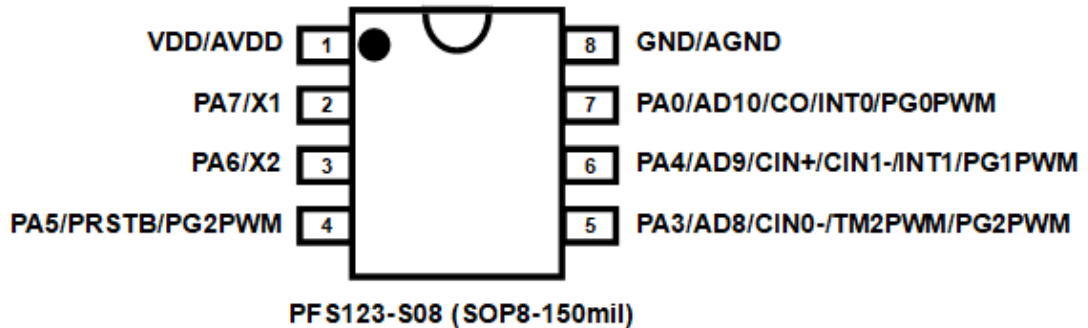 VDD/AVDD 1 8 GND/AGND
PA7/X1 2 7 PA0/AD10/CO/INT0/PG0PWM
PA6/X2 3 6 PA4/AD9/CIN+/CIN1-/INT1/PG1PWM
PA5/PRSTB/PG2PWM 4 5 PA3/AD8/CIN0-/TM2PWM/PG2PWM
PFS123-S08 (SOP8-150mil)